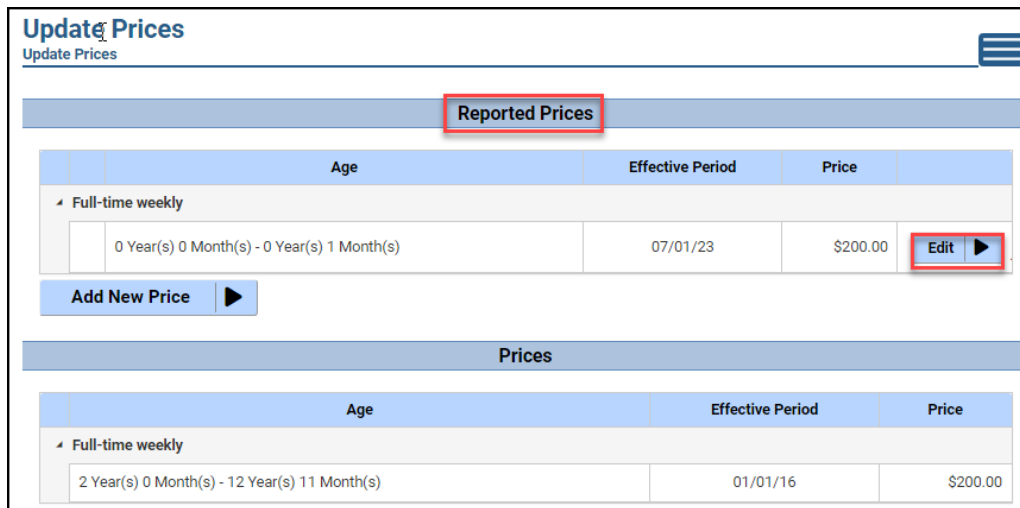 Update Prices
Update Prices
Reported Prices
Age Effective Period Price
Full-time weekly
0 Year(s) 0 Month(s) - 0 Year(s) 1 Month(s) 07/01/23 $200.00 Edit
Add New Price
Prices
Age Effective Period Price
Full-time weekly
2 Year(s) 0 Month(s) - 12 Year(s) 11 Month(s) 01/01/16 $200.00